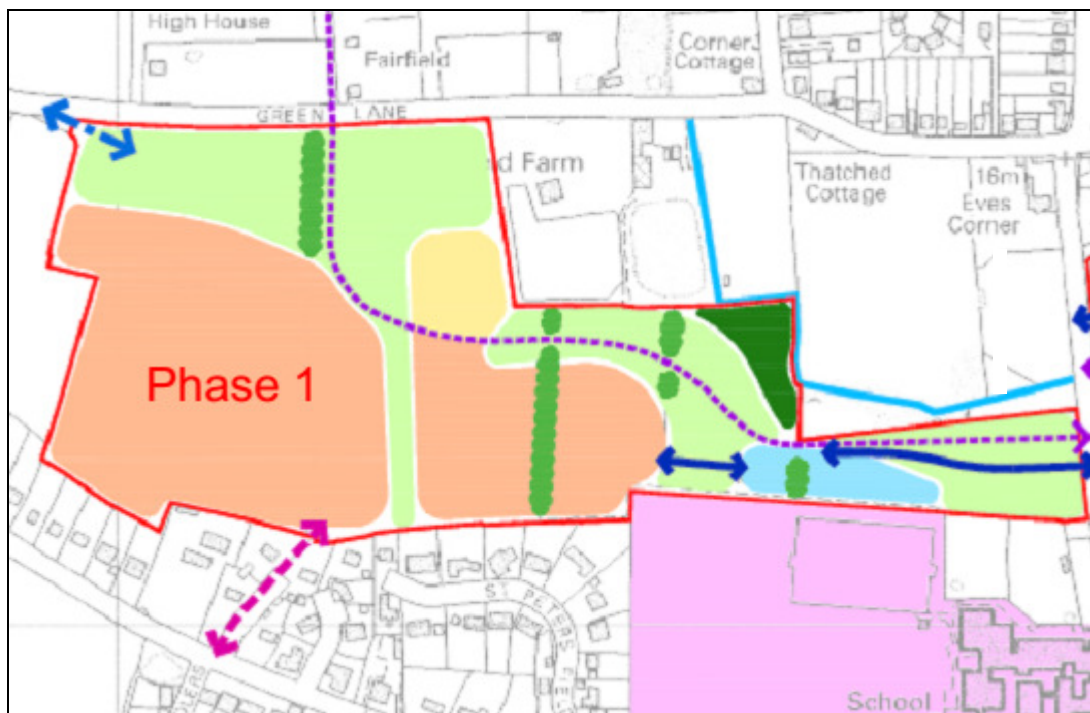 High House
Fairfield
Corner
Cottage
GREEN LANE
d Farm
Thatched
Cottage
16m
Eves
Corner
Phase 1
ST PETERS
School